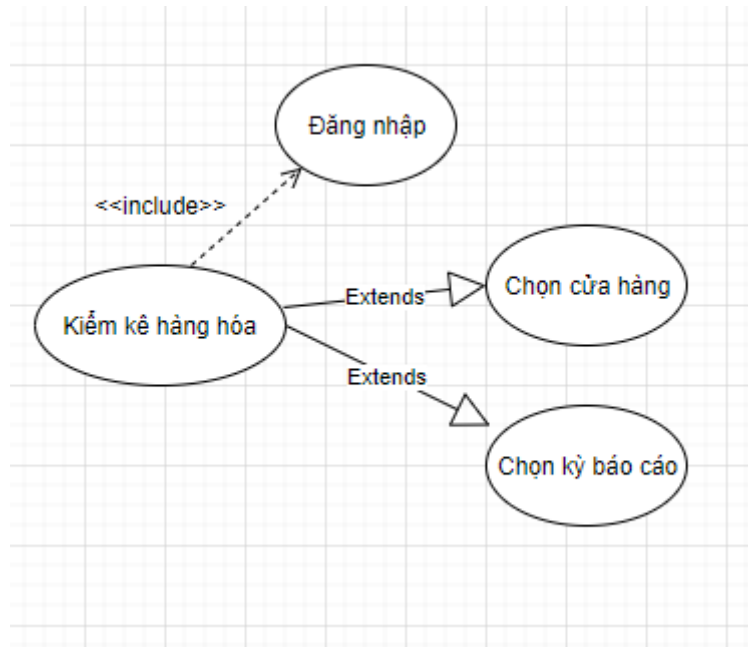 Đăng nhập
<<include>>
Chọn cửa hàng
Extends
Kiểm kê hàng hóa
Extends
Chọn kỳ báo cáo